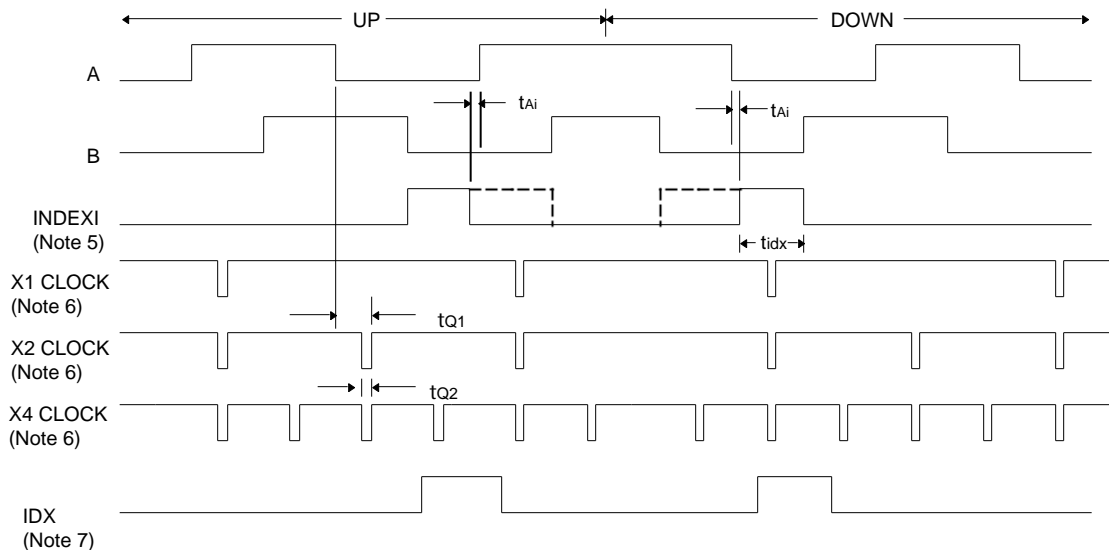 UP
DOWN
A
tAi
tAi
B
INDEXI
(Note 5)
tidx
X1 CLOCK
(Note 6)
tQ1
X2 CLOCK
(Note 6)
tQ2
X4 CLOCK
(Note 6)
IDX
(Note 7)